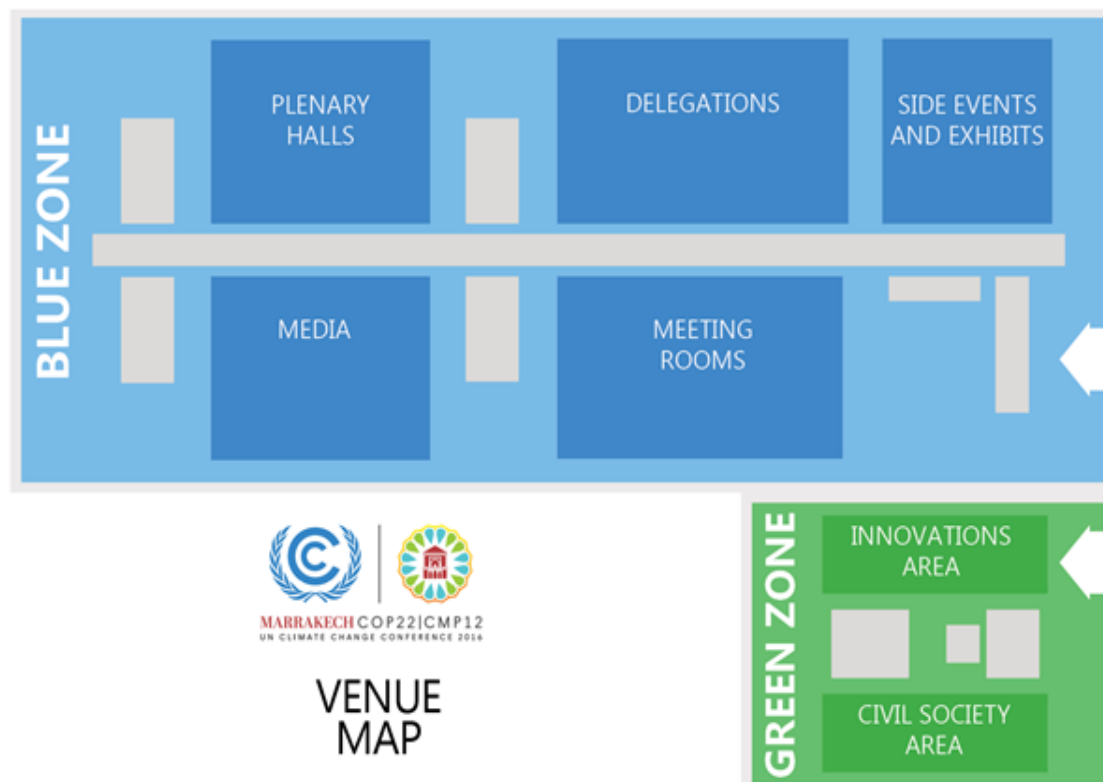 BLUE ZONE
PLENARY
HALLS
DELEGATIONS
SIDE EVENTS
AND EXHIBITS
MEDIA
MEETING
ROOMS
MARRAKECH COP22|CMP12
UN CLIMATE CHANGE CONFERENCE 2016
VENUE
MAP
GREEN ZONE
INNOVATIONS
AREA
CIVIL SOCIETY
AREA